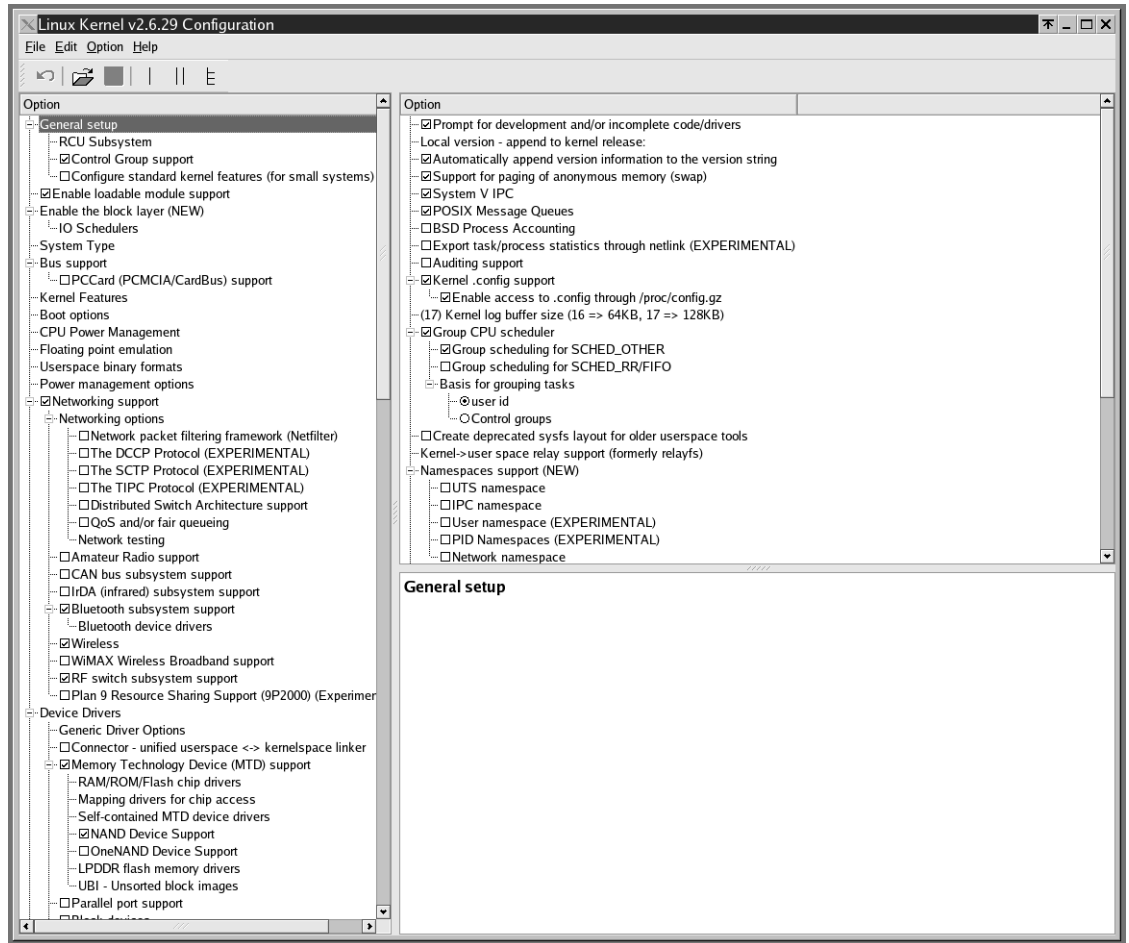 Linux Kernel v2.6.29 Configuration
File Edit Option Help
Option
General setup
RCU Subsystem
Control Group support
Configure standard kernel features (for small systems)
Enable loadable module support
Enable the block layer (NEW)
IO Schedulers
System Type
Bus support
PCCard (PCMCIA/CardBus) support
Kernel Features
Boot options
CPU Power Management
Floating point emulation
Userspace binary formats
Power management options
Networking support
Networking options
Network packet filtering framework (Netfilter)
The DCCP Protocol (EXPERIMENTAL)
The SCTP Protocol (EXPERIMENTAL)
The TIPC Protocol (EXPERIMENTAL)
Distributed Switch Architecture support
QoS and/or fair queueing
Network testing
Amateur Radio support
CAN bus subsystem support
IrDA (infrared) subsystem support
Bluetooth subsystem support
Bluetooth device drivers
Wireless
WiMAX Wireless Broadband support
RF switch subsystem support
Plan 9 Resource Sharing Support (9P2000) (Experimer
Device Drivers
Generic Driver Options
Connector - unified userspace <-> kernelspace linker
Memory Technology Device (MTD) support
RAM/ROM/Flash chip drivers
Mapping drivers for chip access
Self-contained MTD device drivers
NAND Device Support
OneNAND Device Support
LPDDR flash memory drivers
UBI - Unsorted block images
Parallel port support
Option
Prompt for development and/or incomplete code/drivers
Local version - append to kernel release:
Automatically append version information to the version string
Support for paging of anonymous memory (swap)
System V IPC
POSIX Message Queues
BSD Process Accounting
Export task/process statistics through netlink (EXPERIMENTAL)
Auditing support
Kernel .config support
Enable access to .config through /proc/config.gz
(17) Kernel log buffer size (16 => 64KB, 17 => 128KB)
Group CPU scheduler
Group scheduling for SCHED_OTHER
Group scheduling for SCHED_RR/FIFO
Basis for grouping tasks
user id
Control groups
Create deprecated sysfs layout for older userspace tools
Kernel->user space relay support (formerly relayfs)
Namespaces support (NEW)
UTS namespace
IPC namespace
User namespace (EXPERIMENTAL)
PID Namespaces (EXPERIMENTAL)
Network namespace
General setup